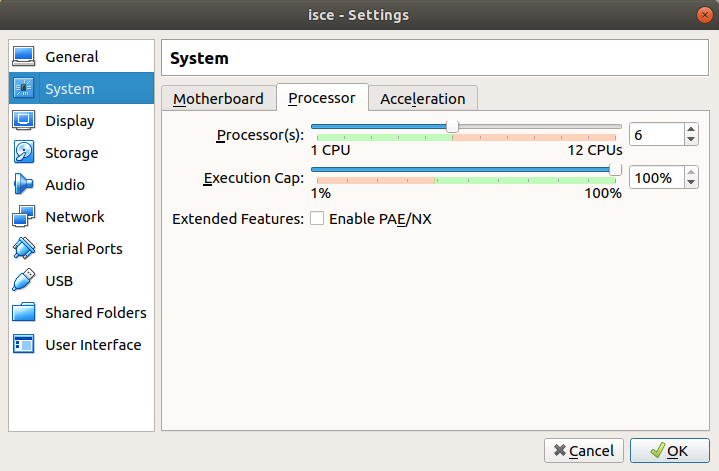 isce - Settings
General
System
Display
Storage
Audio
Network
Serial Ports
USB
Shared Folders
User Interface
System
Motherboard Processor Acceleration
Processor(s): 6
1 CPU 12 CPUs
Execution Cap: 100%
1% 100%
Extended Features: Enable PAE/NX
Cancel OK